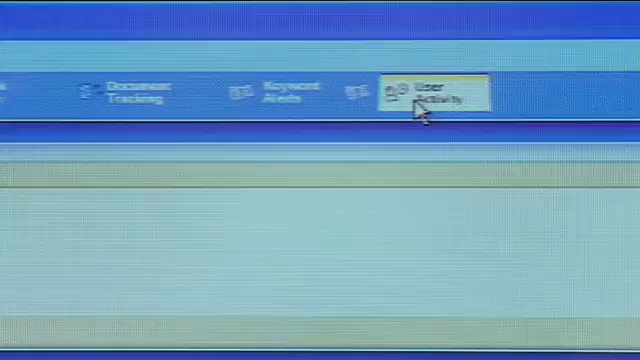 Document
Tracking
Keyword
Alerts
User
Activity